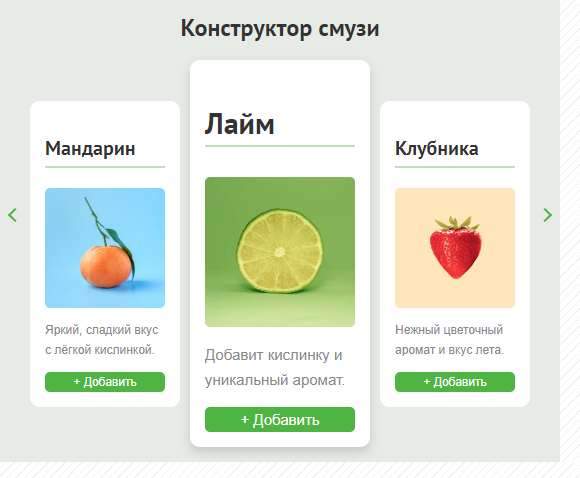 Конструктор смузи
Мандарин
Яркий, сладкий вкус
с лёгкой кислинкой.
+ Добавить
Лайм
Добавит кислинку и
уникальный аромат.
+ Добавить
Клубника
Нежный цветочный
аромат и вкус лета.
+ Добавить